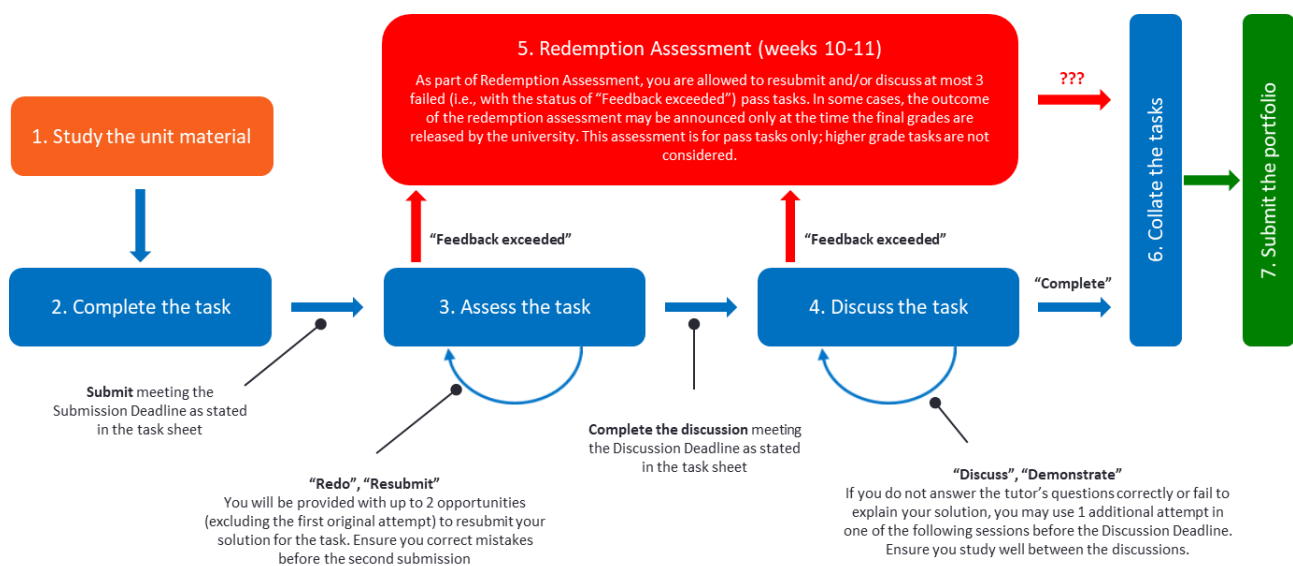 5. Redemption Assessment (weeks 10-11)
As part of Redemption Assessment, you are allowed to resubmit and/or discuss at most 3
failed (i.e., with the status of “Feedback exceeded”) pass tasks. In some cases, the outcome
of the redemption assessment may be announced only at the time the final grades are
released by the university. This assessment is for pass tasks only; higher grade tasks are not
considered.
???
1. Study the unit material
“Feedback exceeded”
“Feedback exceeded”
2. Complete the task
3. Assess the task
4. Discuss the task
“Complete”
6. Collate the tasks
7. Submit the portfolio
Submit meeting the
Submission Deadline as stated
in the task sheet
“Redo”, “Resubmit”
You will be provided with up to 2 opportunities
(excluding the first original attempt) to resubmit your
solution for the task. Ensure you correct mistakes
before the second submission
Complete the discussion meeting
the Discussion Deadline as stated
in the task sheet
“Discuss”, “Demonstrate”
If you do not answer the tutor’s questions correctly or fail to
explain your solution, you may use 1 additional attempt in
one of the following sessions before the Discussion Deadline.
Ensure you study well between the discussions.